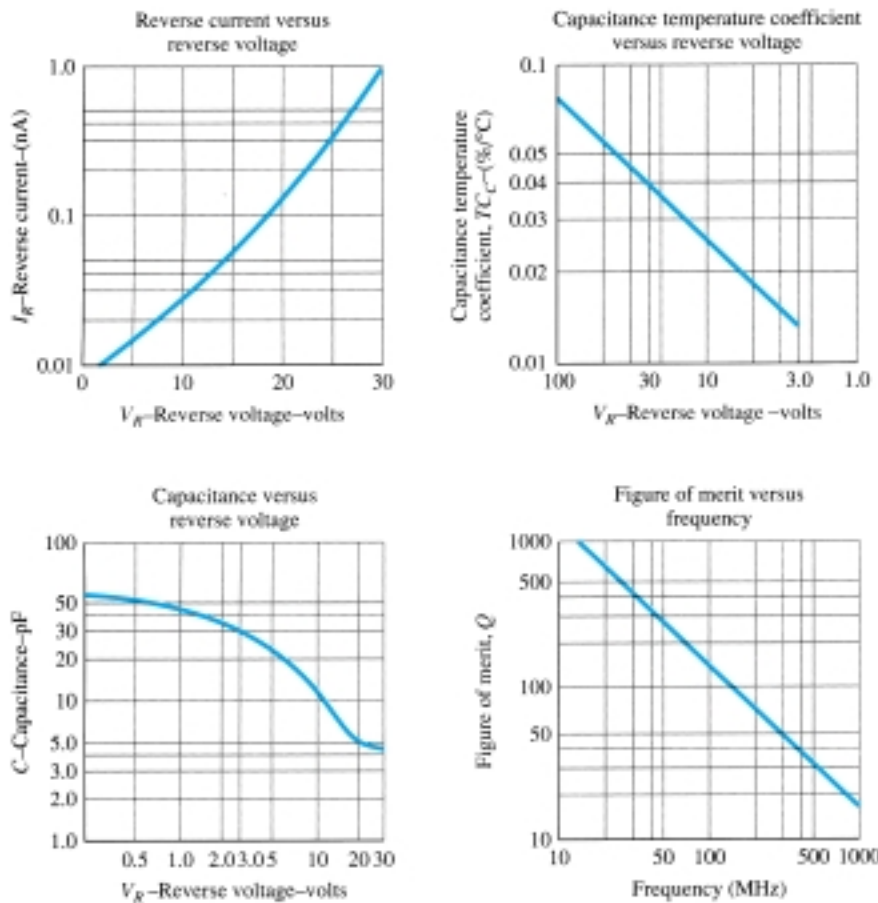 Reverse current versus
reverse voltage
1.0
0.1
0.01
I_R–Reverse current–(nA)
0 10 20 30
V_R–Reverse voltage–volts
Capacitance temperature coefficient
versus reverse voltage
0.1
0.05
0.04
0.03
0.02
0.01
Capacitance temperature
coefficient, TC_C–(%/°C)
100 30 10 3.0 1.0
V_R–Reverse voltage–volts
Capacitance versus
reverse voltage
100
50
30
20
10
5.0
3.0
2.0
1.0
C–Capacitance–pF
0.5 1.0 2.0 3.0 5 10 20 30
V_R–Reverse voltage–volts
Figure of merit versus
frequency
1000
500
100
50
10
Figure of merit, Q
10 50 100 500 1000
Frequency (MHz)